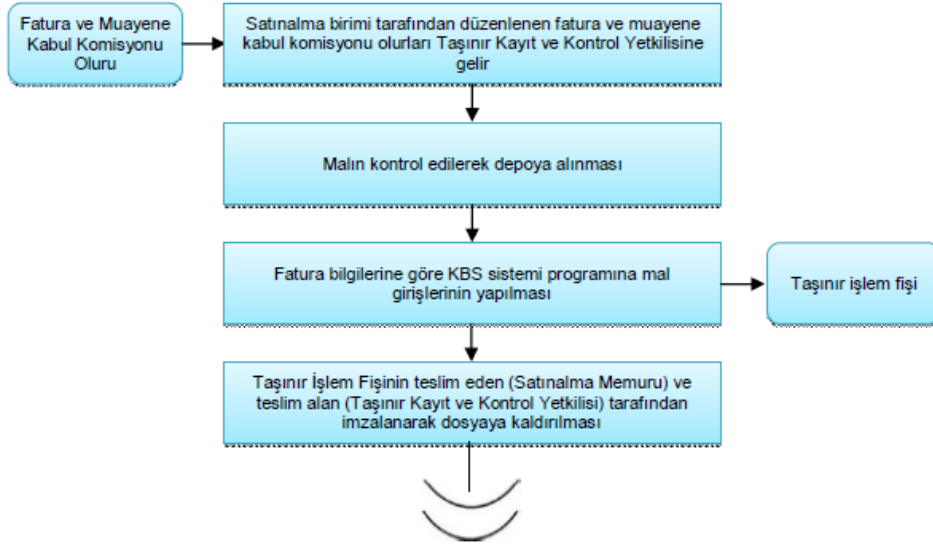 Fatura ve Muayene
Kabul Komisyonu
Oluru
Satınalma birimi tarafından düzenlenen fatura ve muayene
kabul komisyonu olurları Taşınır Kayıt ve Kontrol Yetkilisine
gelir
Malın kontrol edilerek depoya alınması
Fatura bilgilerine göre KBS sistemi programına mal
girişlerinin yapılması
Taşınır işlem fişi
Taşınır İşlem Fişinin teslim eden (Satınalma Memuru) ve
teslim alan (Taşınır Kayıt ve Kontrol Yetkilisi) tarafından
imzalanarak dosyaya kaldırılması